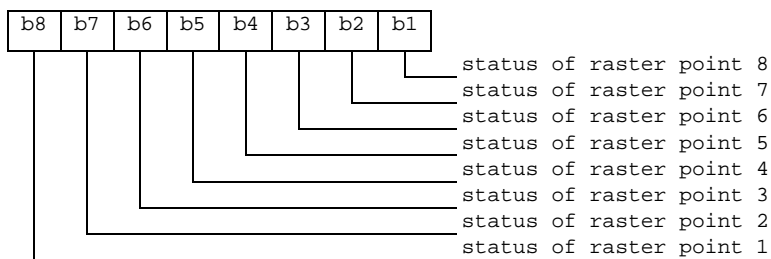 b8 b7 b6 b5 b4 b3 b2 b1
status of raster point 8
status of raster point 7
status of raster point 6
status of raster point 5
status of raster point 4
status of raster point 3
status of raster point 2
status of raster point 1